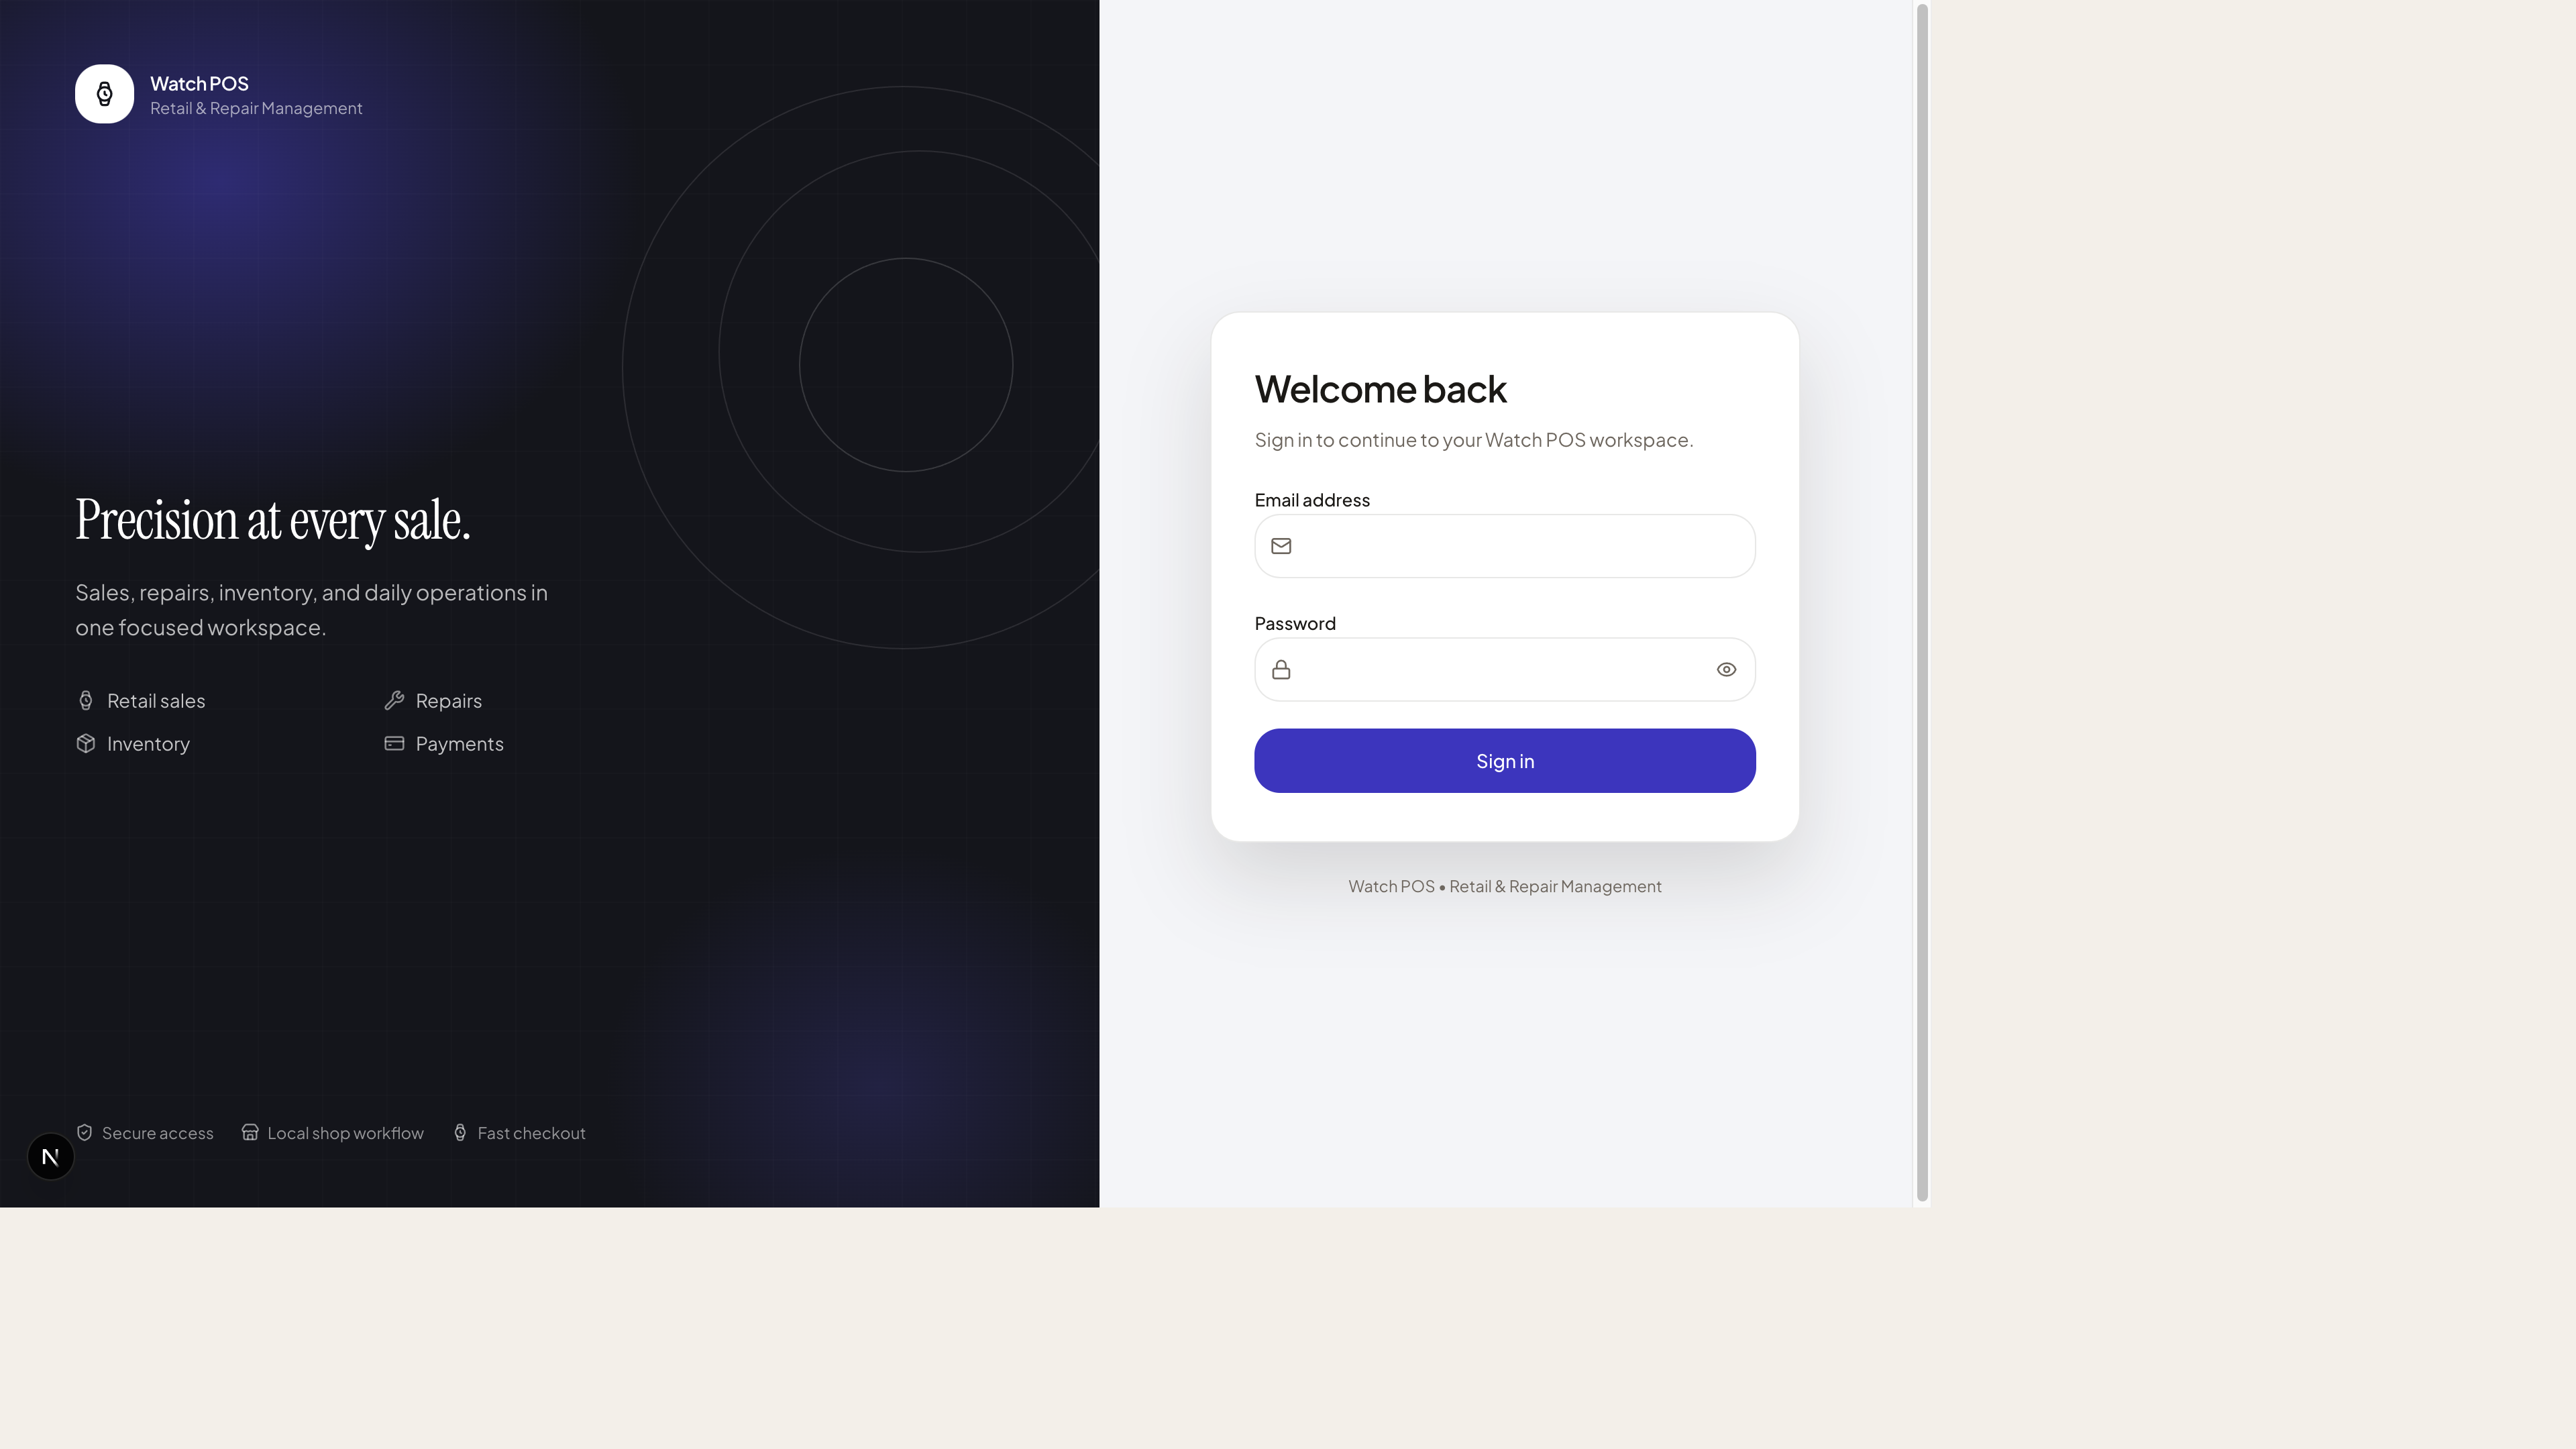 Watch POS
Retail & Repair Management
Precision at every sale.
Sales, repairs, inventory, and daily operations in
one focused workspace.
Retail sales
Repairs
Inventory
Payments
Secure access
Local shop workflow
Fast checkout
N
Welcome back
Sign in to continue to your Watch POS workspace.
Email address
Password
Sign in
Watch POS • Retail & Repair Management